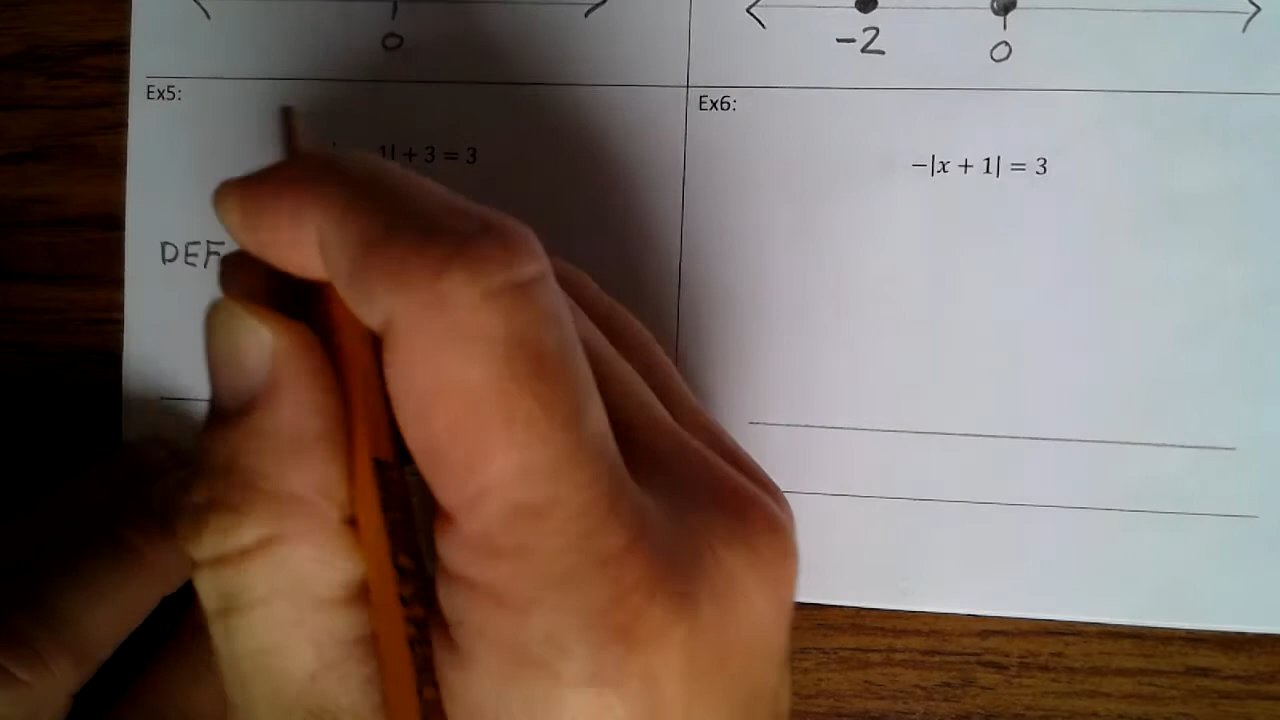 0
-2
0
Ex5:
1| + 3 = 3
DEF
Ex6:
−|x + 1| = 3